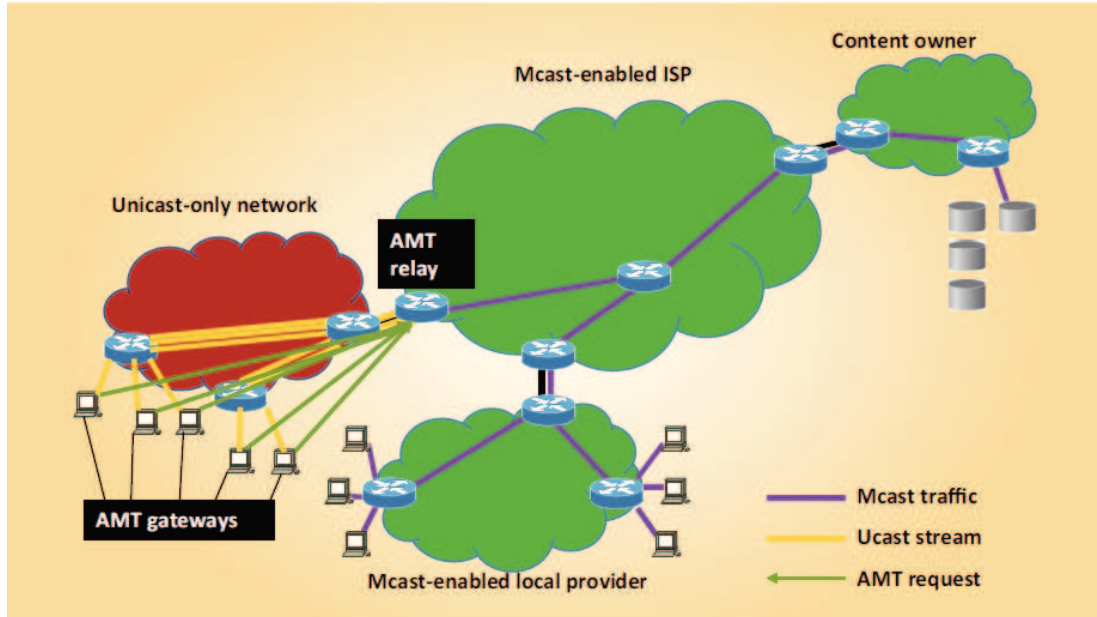 Content owner
Mcast-enabled ISP
Unicast-only network
AMT
relay
AMT gateways
Mcast traffic
Ucast stream
AMT request
Mcast-enabled local provider